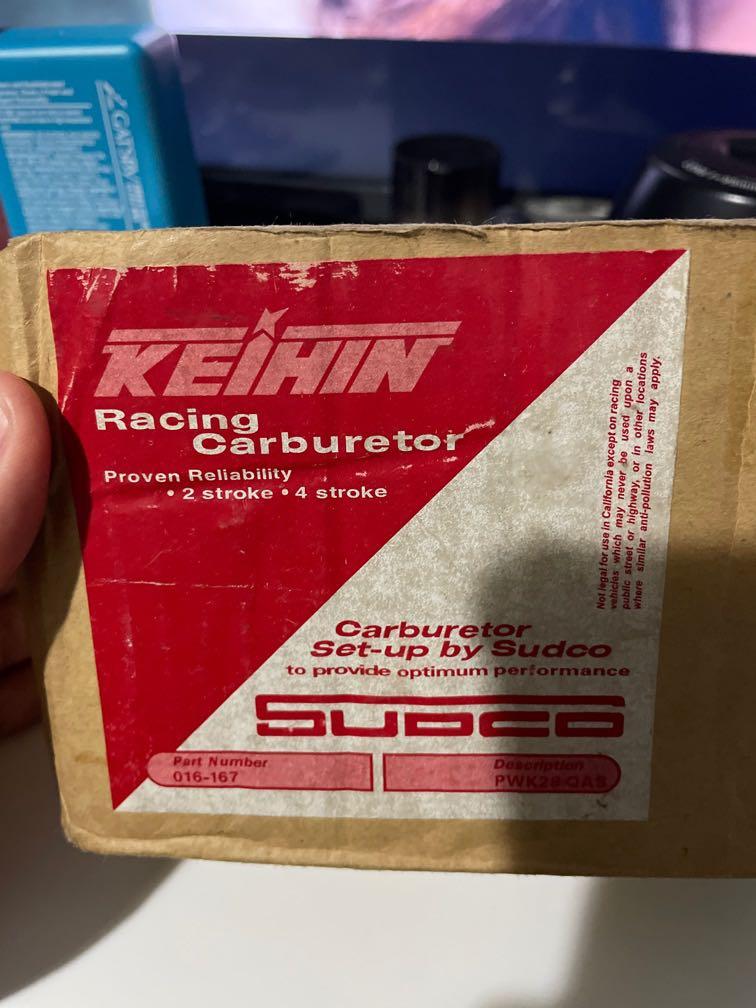 KEIHIN
Racing
Carburetor
Proven Reliability
• 2 stroke • 4 stroke
Not legal for use in California except on racing
vehicles which may never be used upon a
public street or highway, or in other locations
where similar anti-pollution laws may apply.
Carburetor
Set-up by Sudco
to provide optimum performance
SUDCO
Part Number
016-167
Description
PWK28-QAS